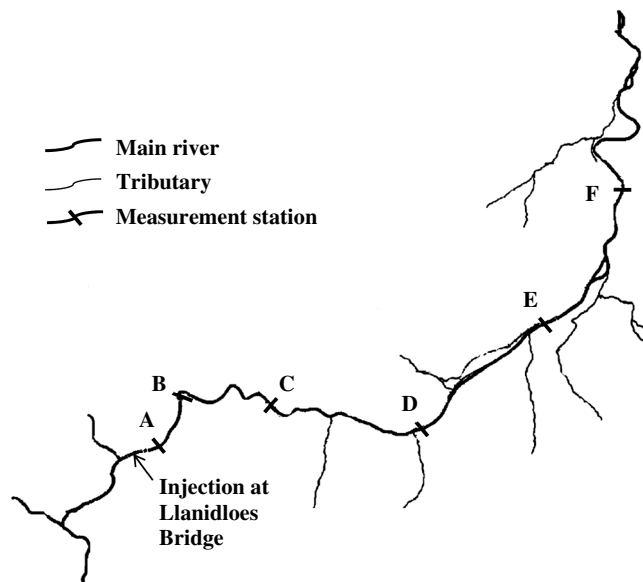 Main river
Tributary
Measurement station
F
E
B
C
D
A
Injection at
Llanidloes
Bridge